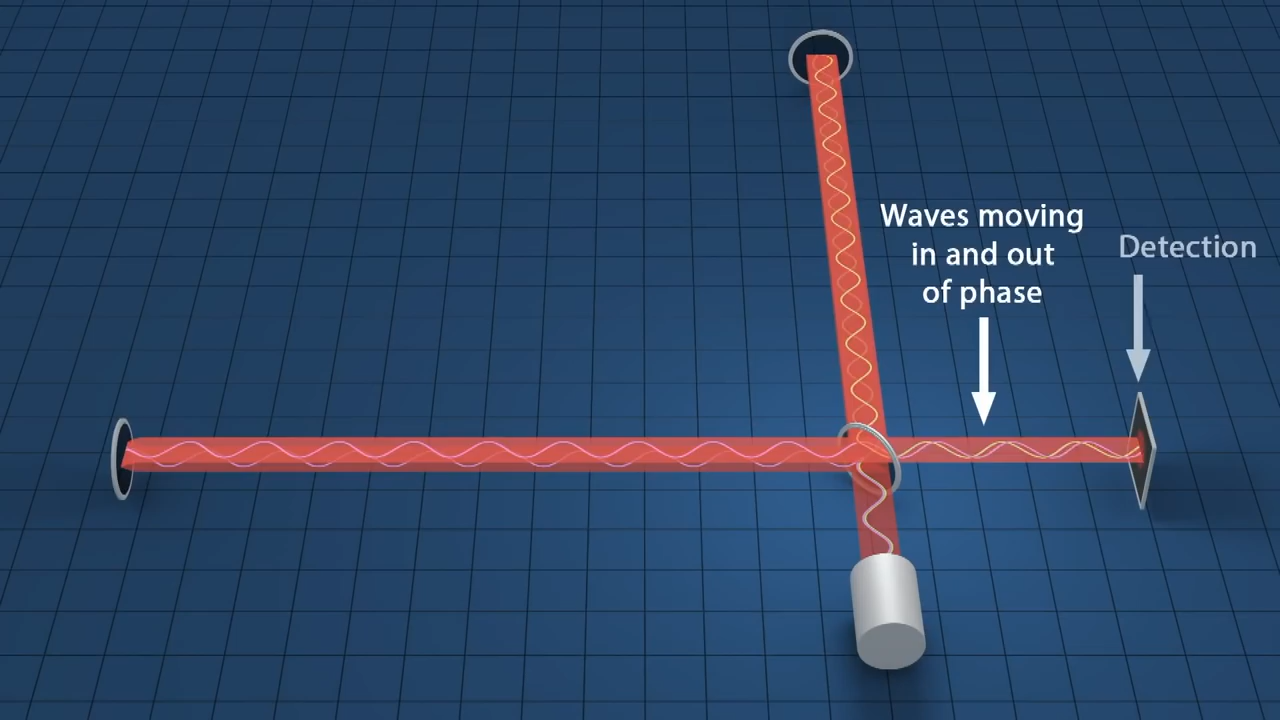 Waves moving
in and out
of phase
Detection